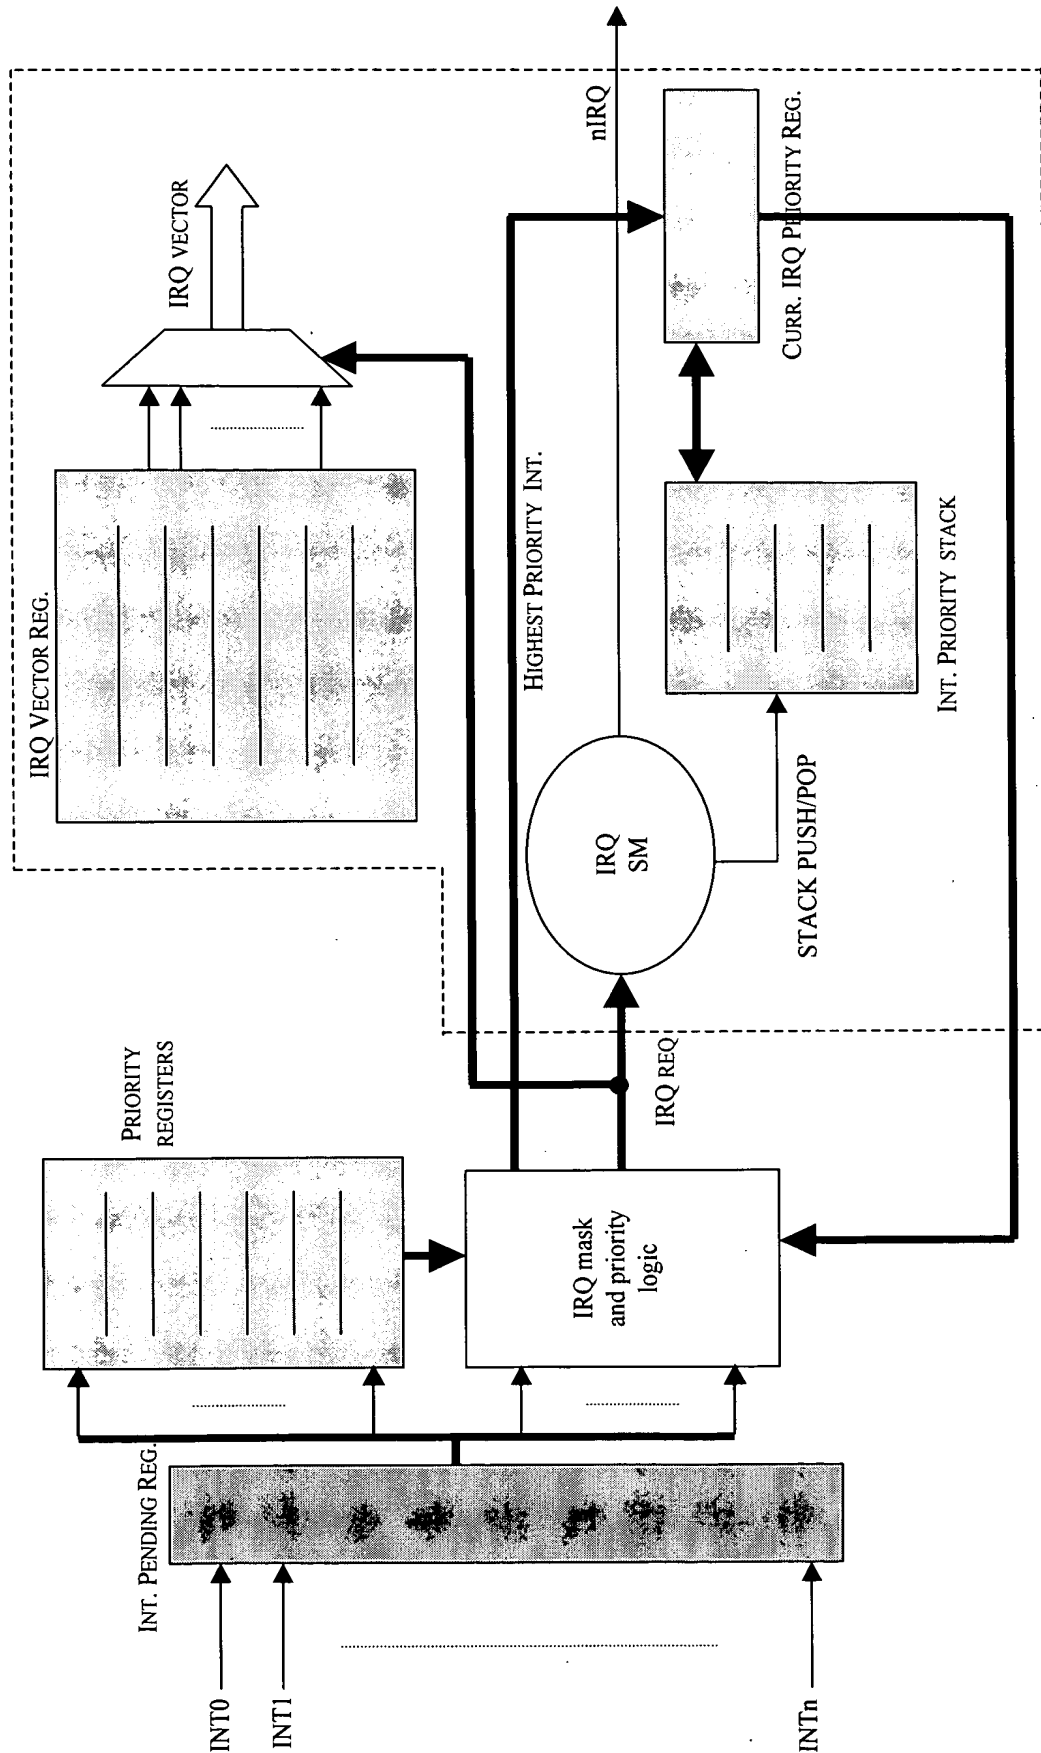 INT0
INT1
INTn
INT. PENDING REG.
PRIORITY
REGISTERS
IRQ mask
and priority
logic
IRQ REQ
IRQ VECTOR REG.
IRQ VECTOR
HIGHEST PRIORITY INT.
IRQ
SM
nIRQ
STACK PUSH/POP
INT. PRIORITY STACK
CURR. IRQ PRIORITY REG.